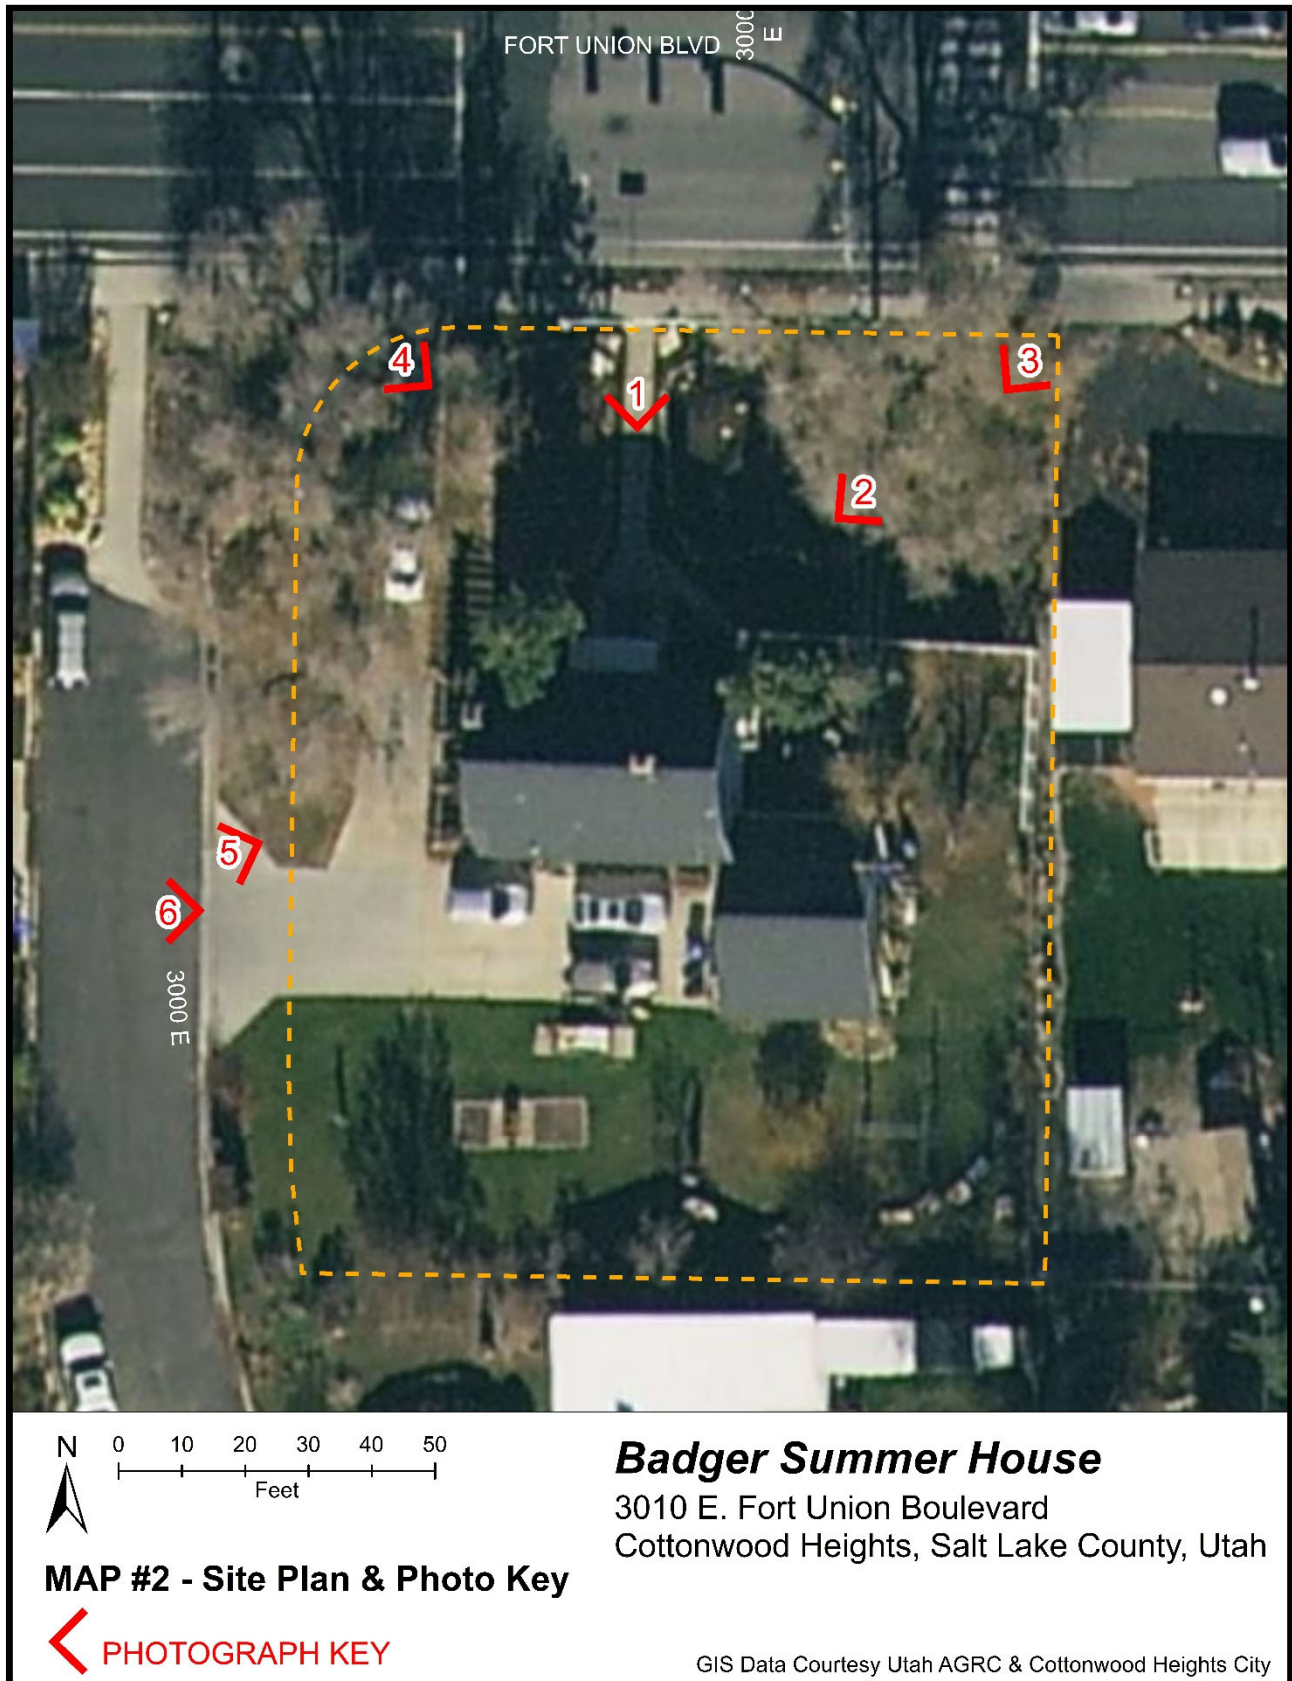 FORT UNION BLVD
3000
E
4
3
1
2
5
6
3000 E
N
0 10 20 30 40 50
Feet
Badger Summer House
3010 E. Fort Union Boulevard
Cottonwood Heights, Salt Lake County, Utah
MAP #2 - Site Plan & Photo Key
PHOTOGRAPH KEY
GIS Data Courtesy Utah AGRC & Cottonwood Heights City